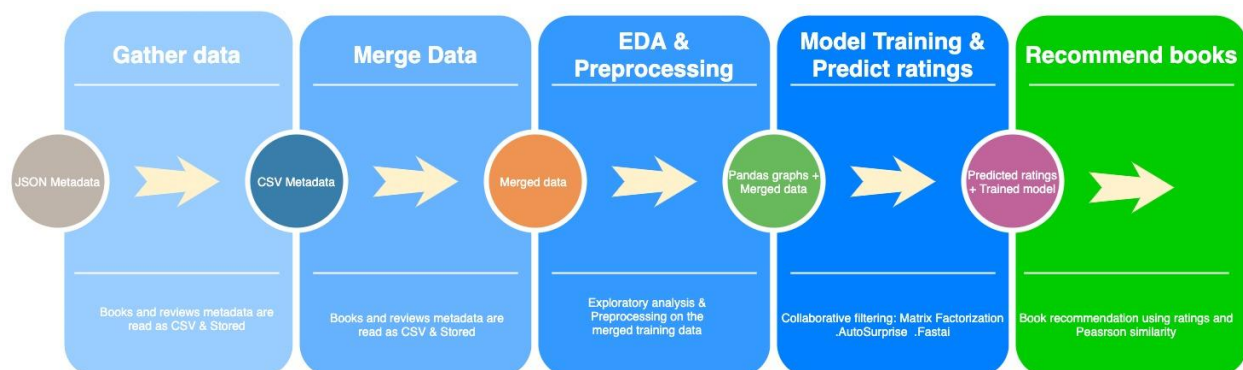 Gather data
Merge Data
EDA &
Preprocessing
Model Training &
Predict ratings
Recommend books
JSON Metadata
CSV Metadata
Merged data
Pandas graphs +
Merged data
Predicted ratings
+ Trained model
Books and reviews metadata are
read as CSV & Stored
Books and reviews metadata are
read as CSV & Stored
Exploratory analysis &
Preprocessing on the
merged training data
Collaborative filtering: Matrix Factorization
.AutoSurprise .Fastai
Book recommendation using ratings and
Peasrson similarity